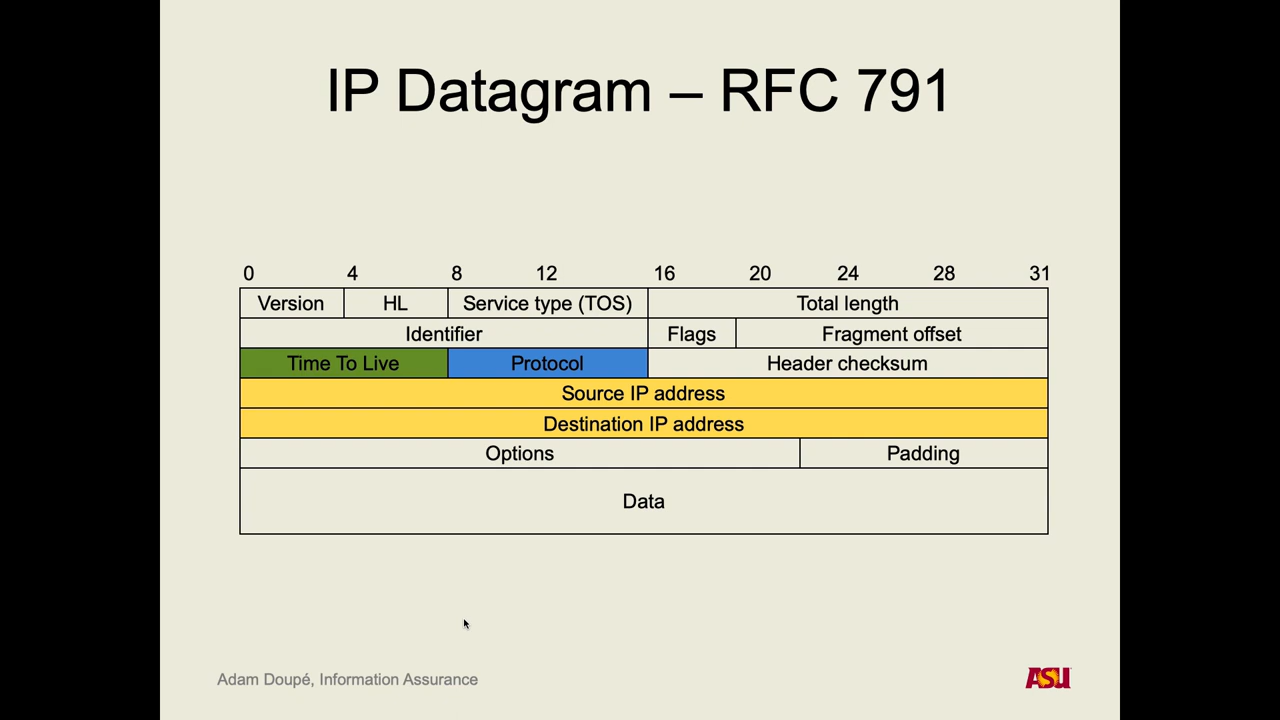 IP Datagram – RFC 791
0 4 8 12 16 20 24 28 31
Version HL Service type (TOS) Total length
Identifier Flags Fragment offset
Time To Live Protocol Header checksum
Source IP address
Destination IP address
Options Padding
Data
Adam Doupé, Information Assurance
ASU